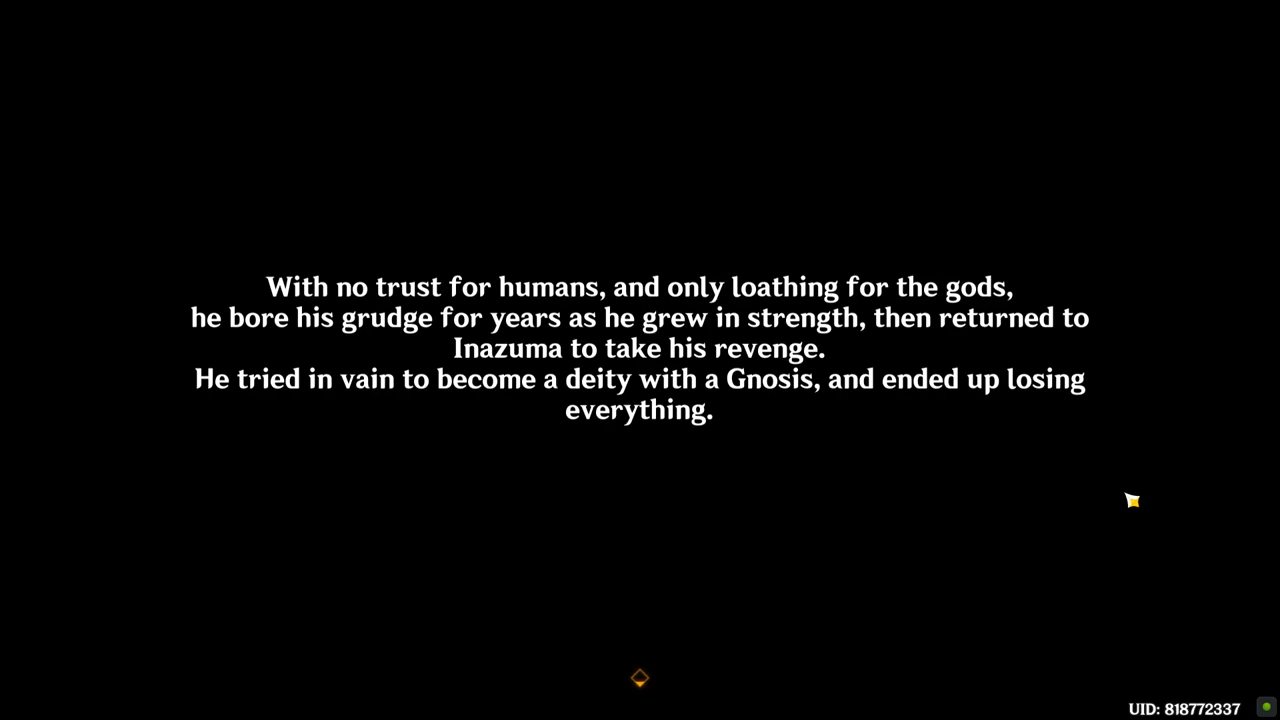 With no trust for humans, and only loathing for the gods,
he bore his grudge for years as he grew in strength, then returned to
Inazuma to take his revenge.
He tried in vain to become a deity with a Gnosis, and ended up losing
everything.
UID: 818772337